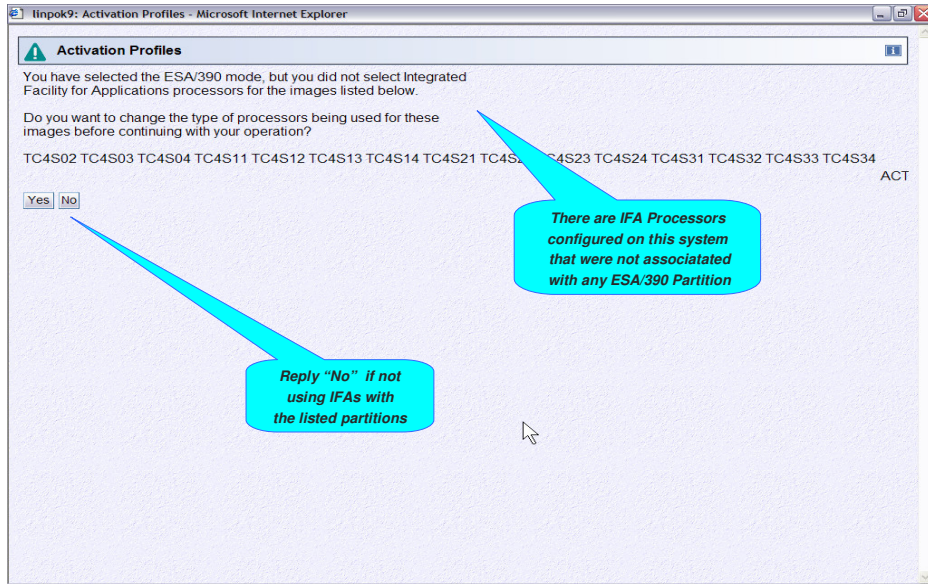 linpok9: Activation Profiles - Microsoft Internet Explorer
Activation Profiles
You have selected the ESA/390 mode, but you did not select Integrated
Facility for Applications processors for the images listed below.
Do you want to change the type of processors being used for these
images before continuing with your operation?
TC4S02 TC4S03 TC4S04 TC4S11 TC4S12 TC4S13 TC4S14 TC4S21 TC4S23 TC4S24 TC4S31 TC4S32 TC4S33 TC4S34
ACT
Yes No
There are IFA Processors
configured on this system
that were not associatated
with any ESA/390 Partition
Reply “No” if not
using IFAs with
the listed partitions